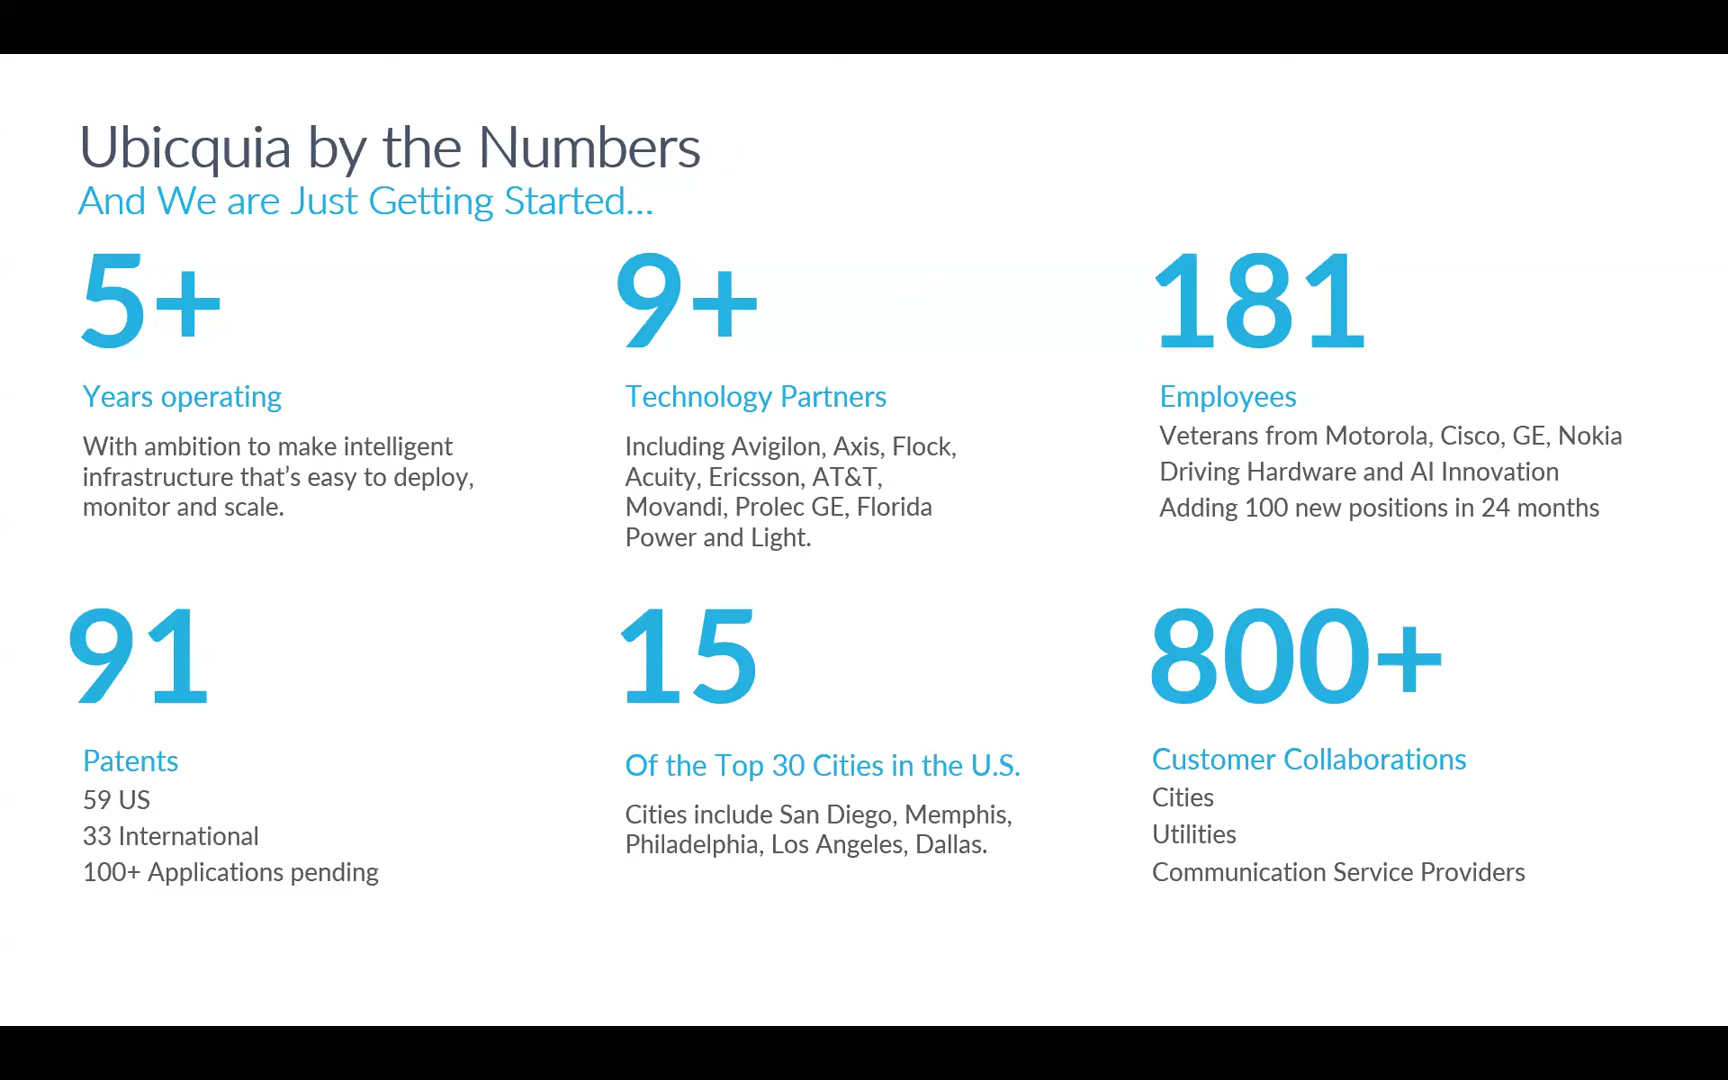 Ubicquia by the Numbers
And We are Just Getting Started...
5+
Years operating
With ambition to make intelligent
infrastructure that’s easy to deploy,
monitor and scale.
9+
Technology Partners
Including Avigilon, Axis, Flock,
Acuity, Ericsson, AT&T,
Movandi, Prolec GE, Florida
Power and Light.
181
Employees
Veterans from Motorola, Cisco, GE, Nokia
Driving Hardware and AI Innovation
Adding 100 new positions in 24 months
91
Patents
59 US
33 International
100+ Applications pending
15
Of the Top 30 Cities in the U.S.
Cities include San Diego, Memphis,
Philadelphia, Los Angeles, Dallas.
800+
Customer Collaborations
Cities
Utilities
Communication Service Providers